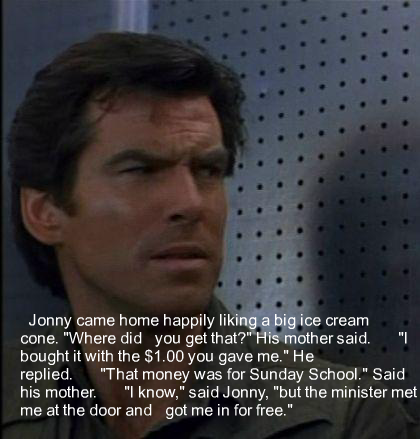 Jonny came home happily liking a big ice cream
cone. "Where did you get that?" His mother said. "I
bought it with the $1.00 you gave me." He
replied. "That money was for Sunday School." Said
his mother. "I know," said Jonny, "but the minister met
me at the door and got me in for free."